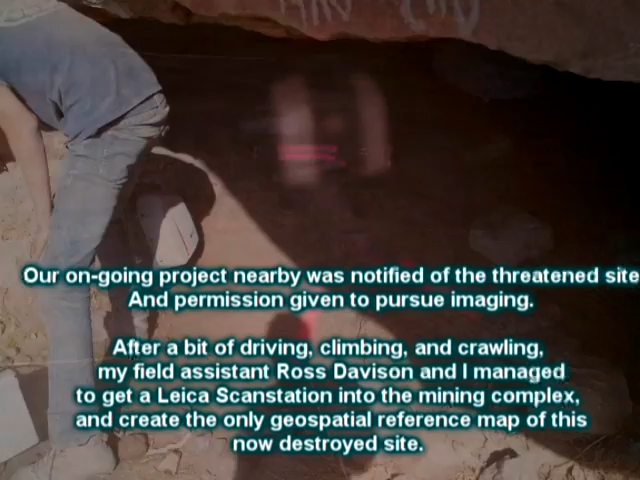 Our on-going project nearby was notified of the threatened site
And permission given to pursue imaging.
After a bit of driving, climbing, and crawling,
my field assistant Ross Davison and I managed
to get a Leica Scanstation into the mining complex,
and create the only geospatial reference map of this
now destroyed site.